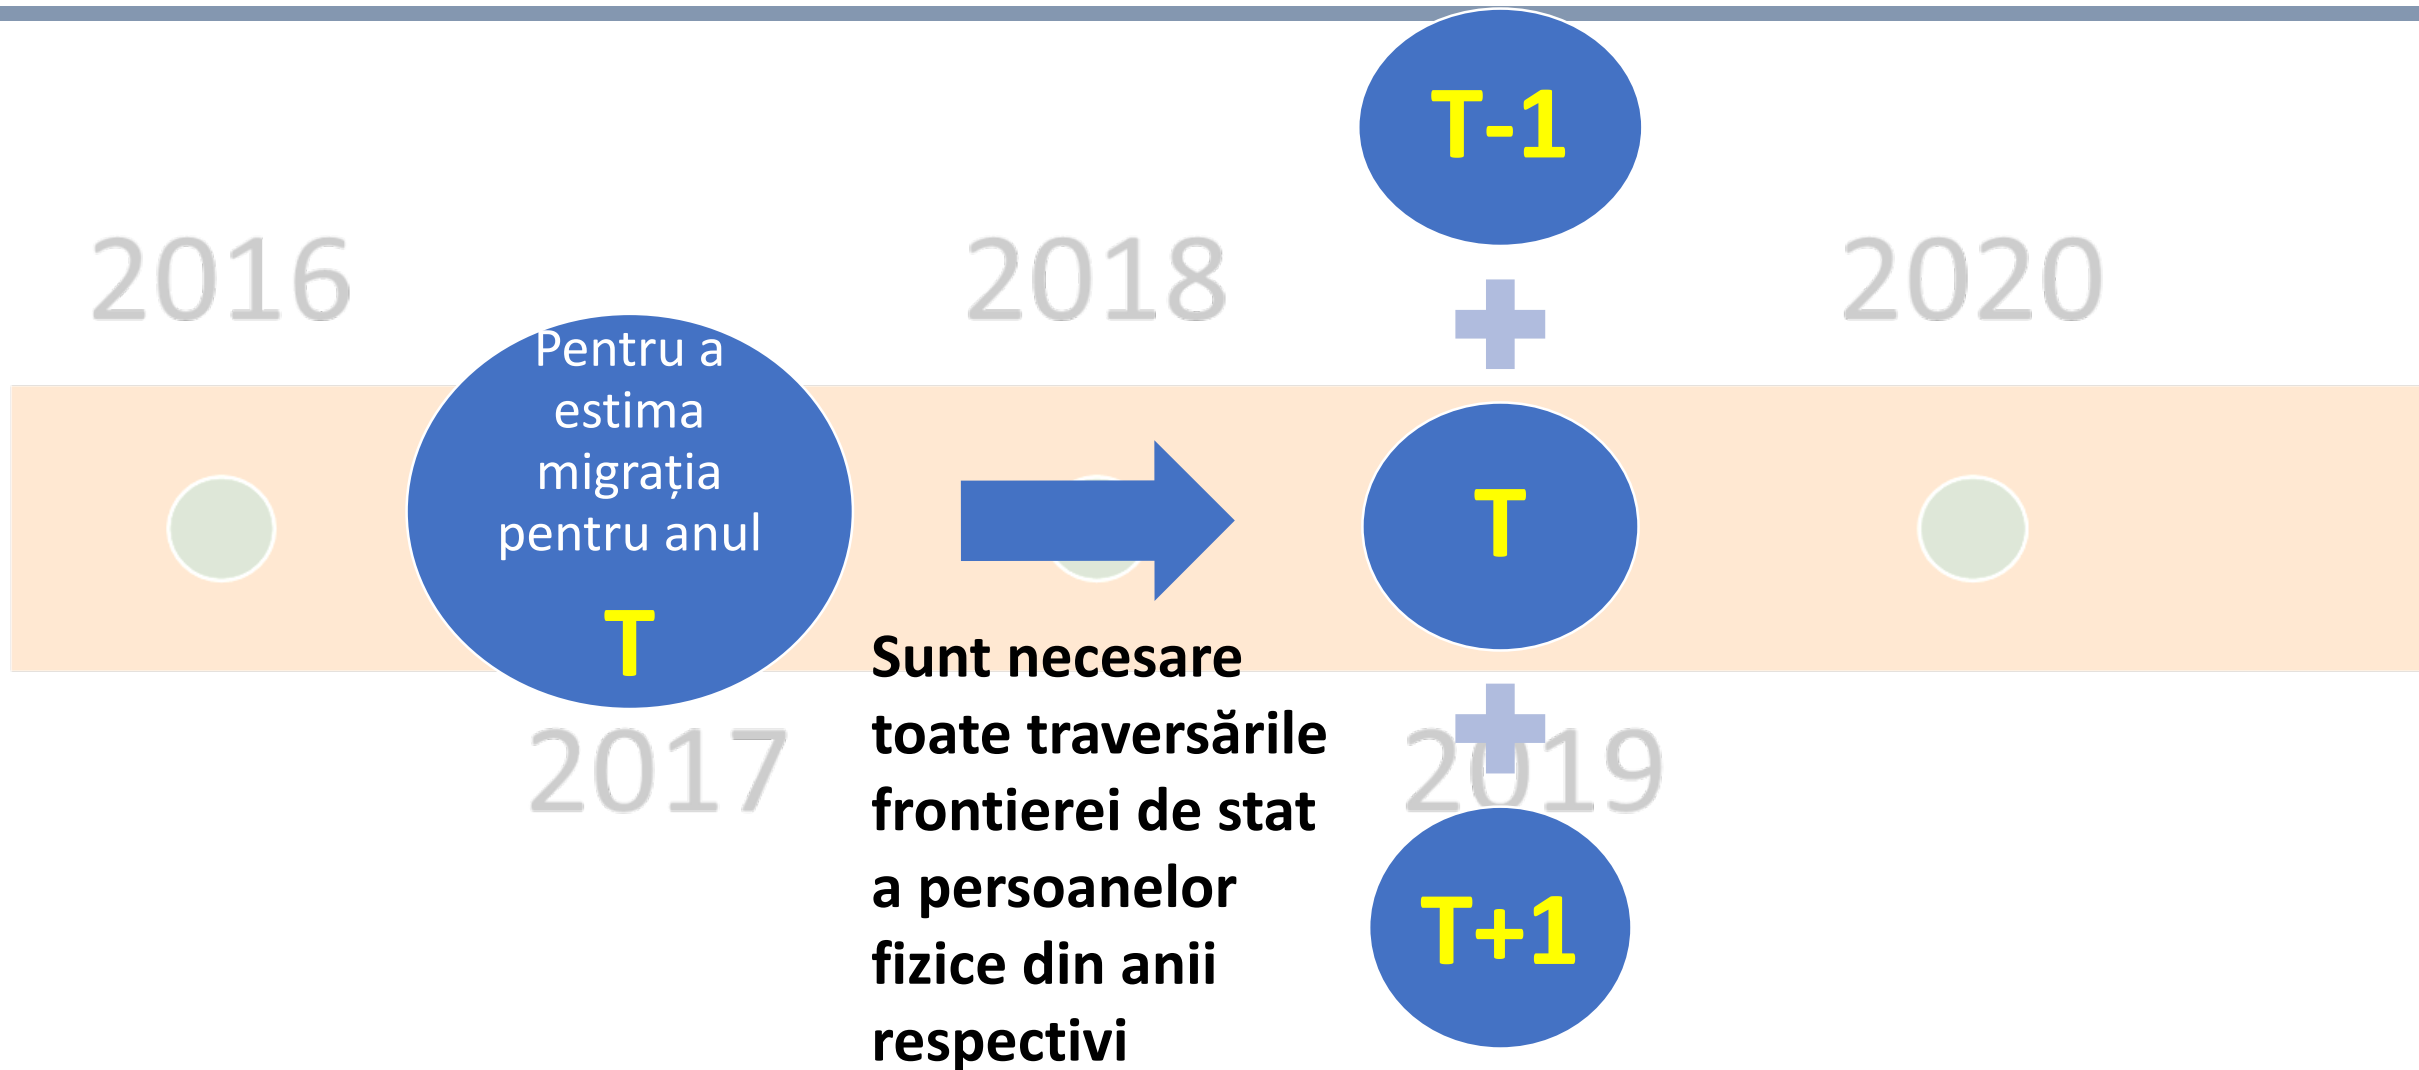 T-1
2016
2018
2020
Pentru a
estima
migrația
pentru anul
T
T
Sunt necesare
toate traversările
frontierei de stat
a persoanelor
fizice din anii
respectivi
2017
2019
T+1